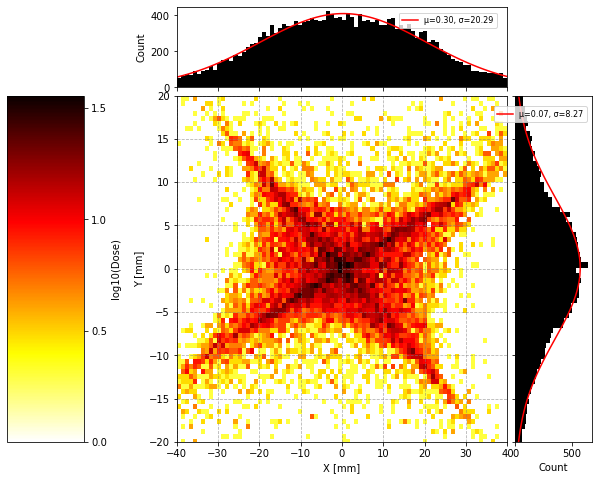 400
200
0
Count
μ=0.30, σ=20.29
1.5
1.0
0.5
0.0
log10(Dose)
20
15
10
5
0
−5
−10
−15
−20
Y [mm]
−40 −30 −20 −10 0 10 20 30 40
X [mm]
μ=0.07, σ=8.27
0 500
Count